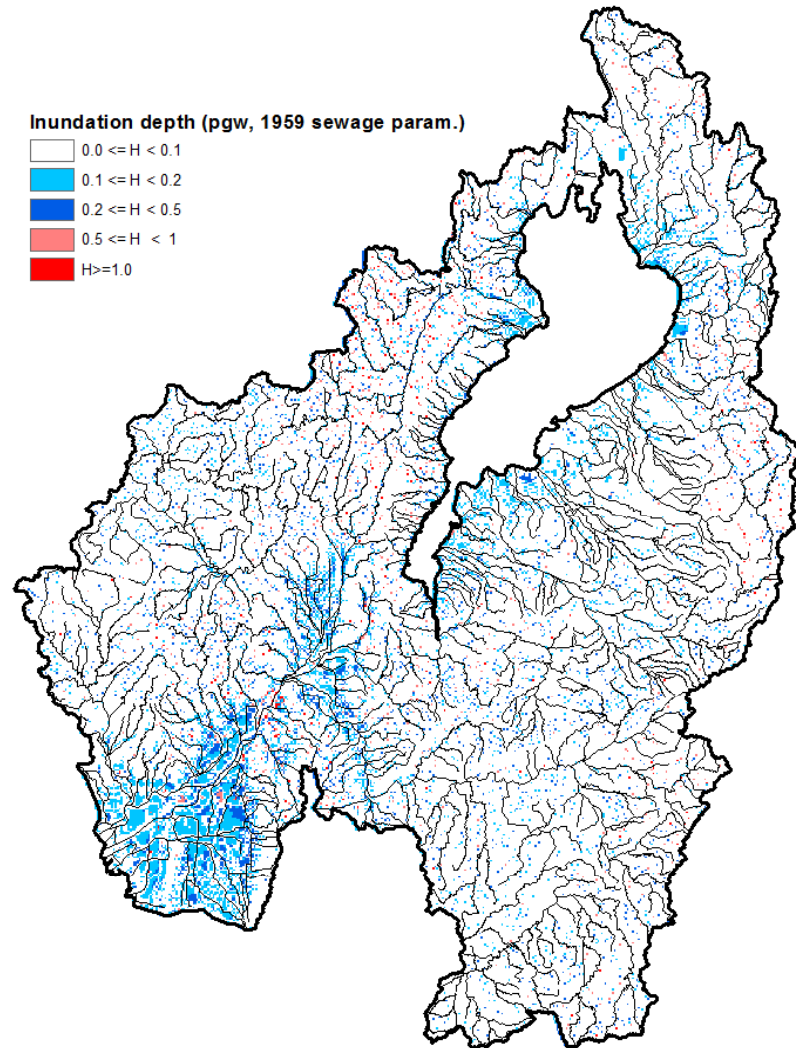 Inundation depth (pgw, 1959 sewage param.)
0.0 <= H < 0.1
0.1 <= H < 0.2
0.2 <= H < 0.5
0.5 <= H < 1
H>=1.0